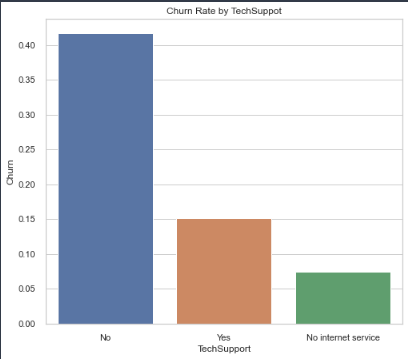 Churn Rate by TechSuppot
0.40
0.35
0.30
0.25
0.20
0.15
0.10
0.05
0.00
Churn
No
Yes
No internet service
TechSupport